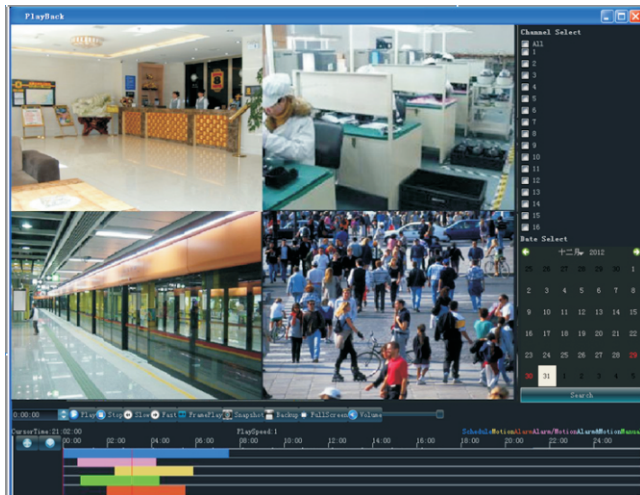 PlayBack
Channel Select
All
1
2
3
4
5
6
7
8
9
10
11
12
13
14
15
16
Date Select
十二月 2012
25 26 27 28 29 30 1
2 3 4 5 6 7 8
9 10 11 12 13 14 15
16 17 18 19 20 21 22
23 24 25 26 27 28 29
30 31 1 2 3 4 5
Search
0:00:00 Play Stop Slow Fast FramePlay Snapshot Backup FullScreen Volume
CursorTime:21:02:00 PlaySpeed:1 Schedule Motion Alarm Alarm/Motion Alarm&Motion Manual
00:00 02:00 04:00 06:00 08:00 10:00 12:00 14:00 16:00 18:00 20:00 22:00 24:00